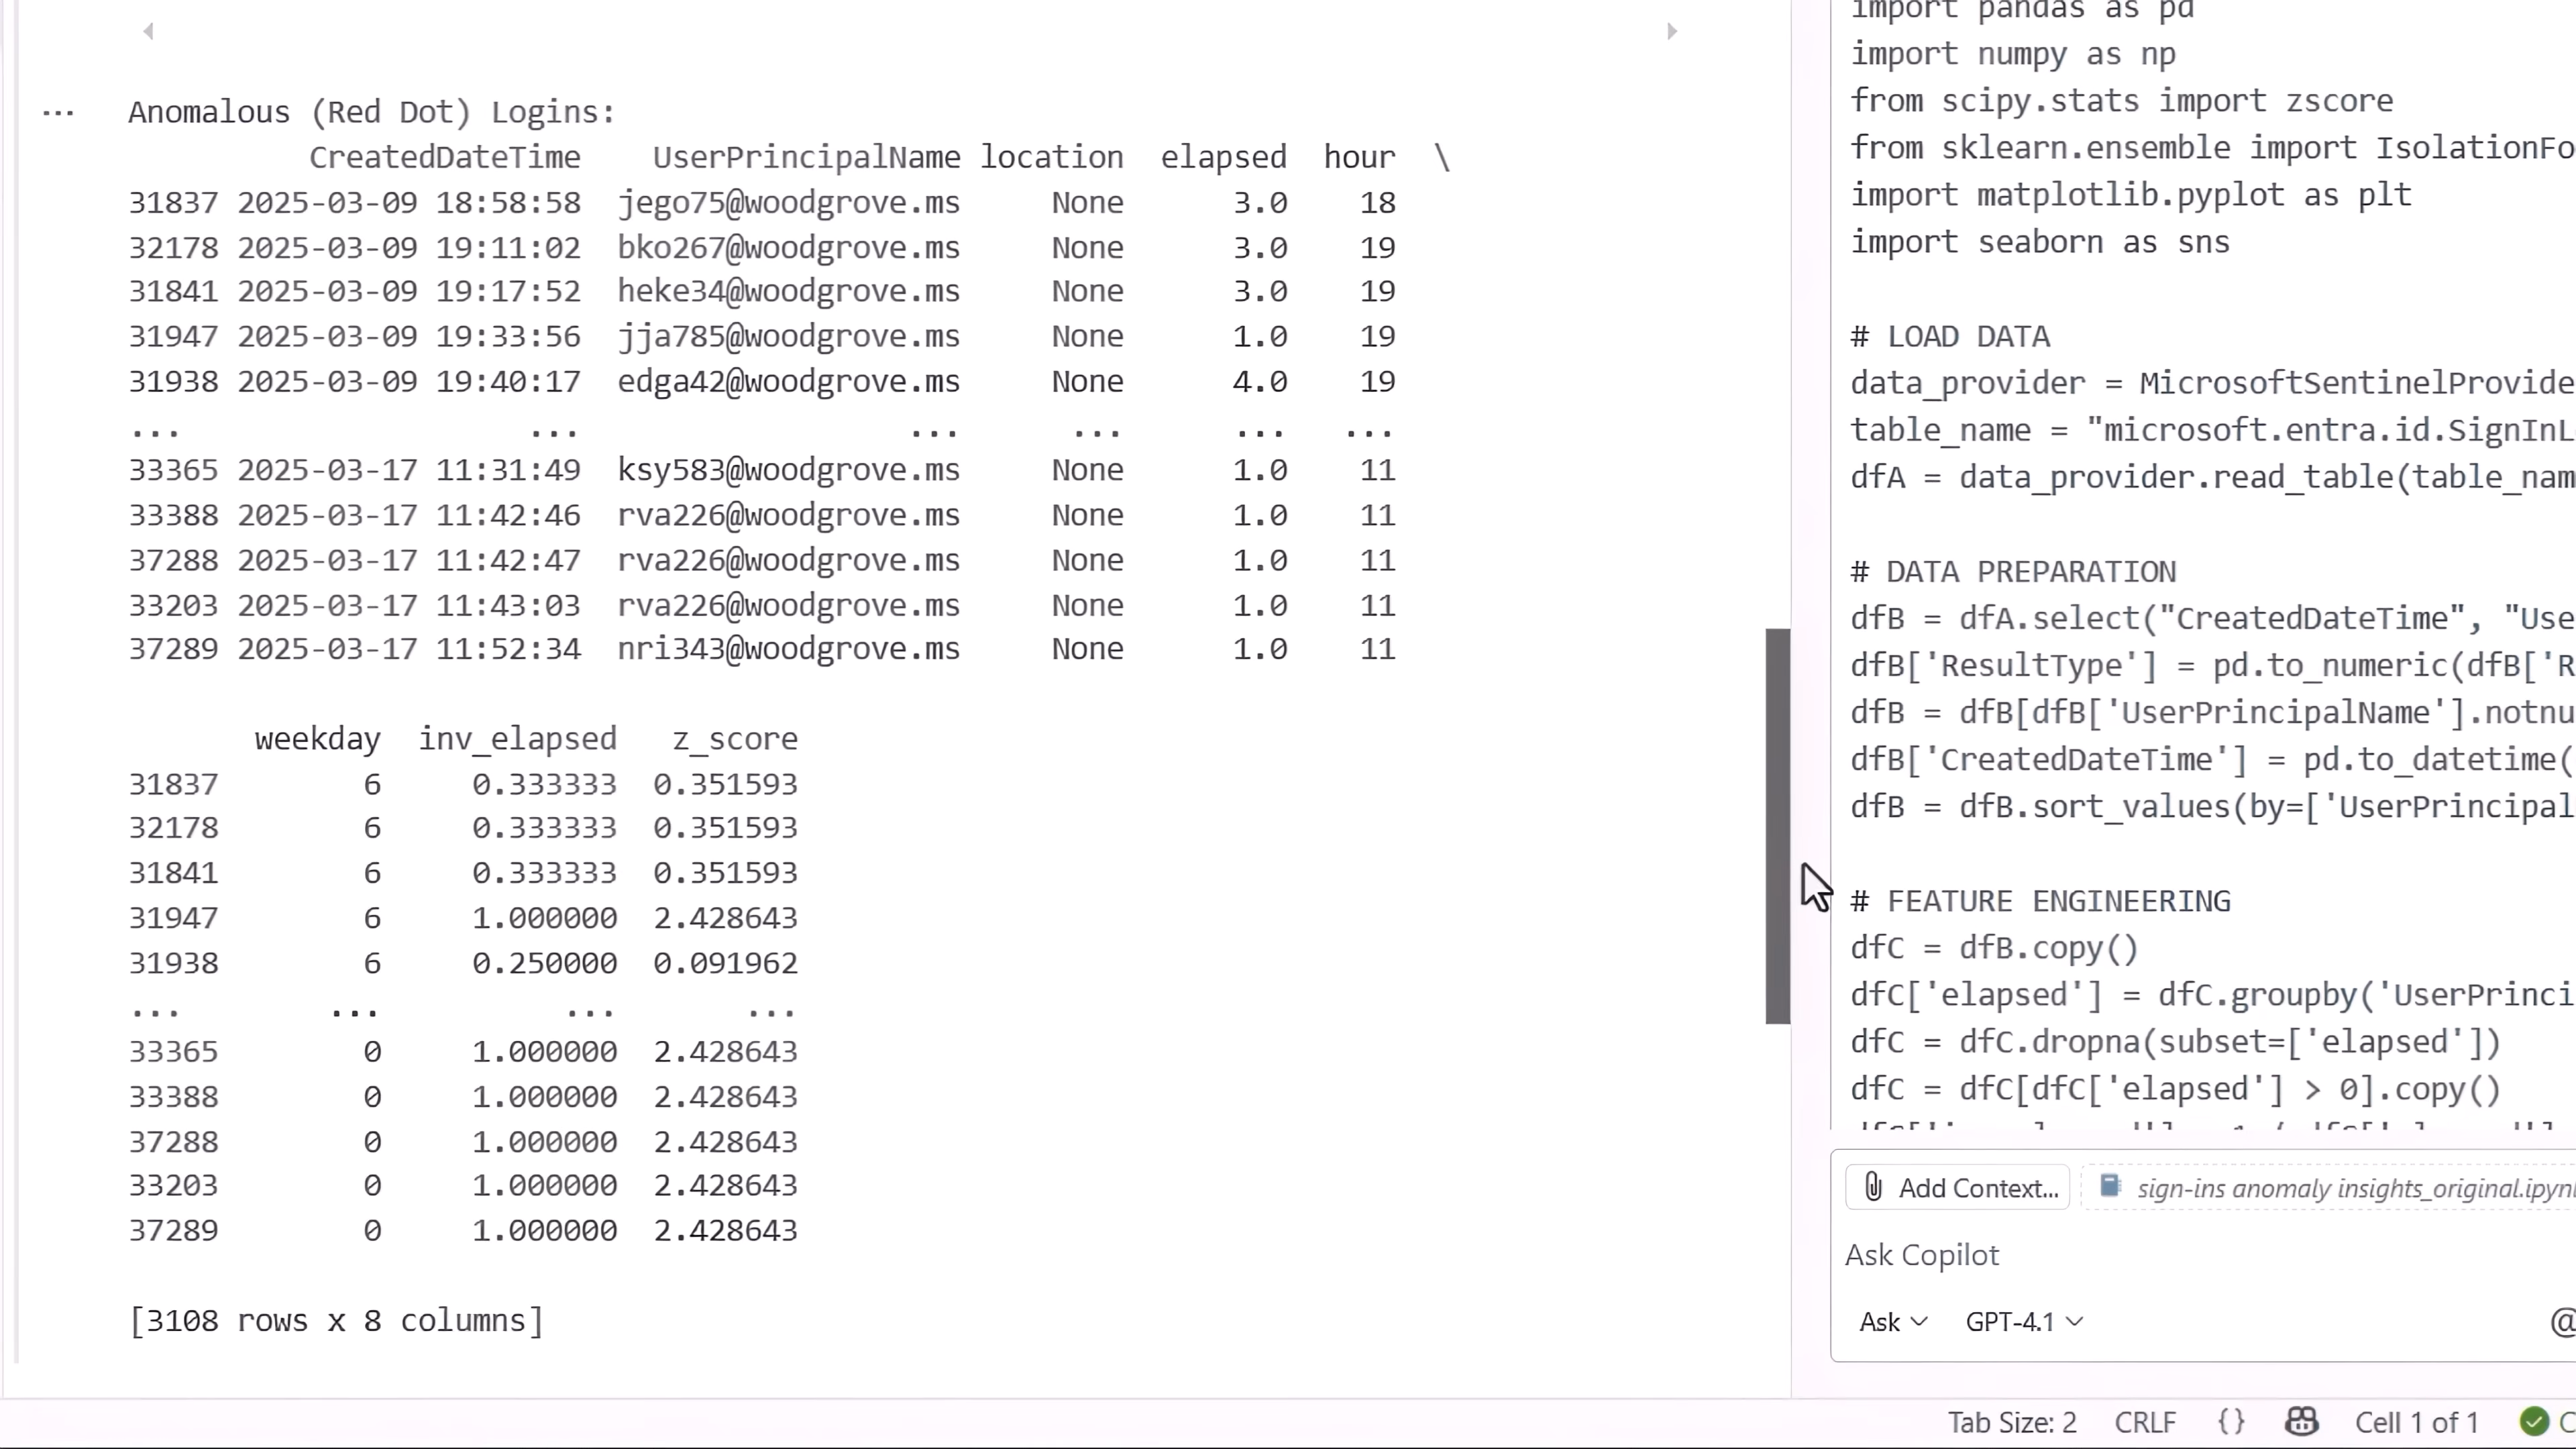 ... Anomalous (Red Dot) Logins:
CreatedDateTime UserPrincipalName location elapsed hour \
31837 2025-03-09 18:58:58 jego75@woodgrove.ms None 3.0 18
32178 2025-03-09 19:11:02 bko267@woodgrove.ms None 3.0 19
31841 2025-03-09 19:17:52 heke34@woodgrove.ms None 3.0 19
31947 2025-03-09 19:33:56 jja785@woodgrove.ms None 1.0 19
31938 2025-03-09 19:40:17 edga42@woodgrove.ms None 4.0 19
... ... ... ... ... ...
33365 2025-03-17 11:31:49 ksy583@woodgrove.ms None 1.0 11
33388 2025-03-17 11:42:46 rva226@woodgrove.ms None 1.0 11
37288 2025-03-17 11:42:47 rva226@woodgrove.ms None 1.0 11
33203 2025-03-17 11:43:03 rva226@woodgrove.ms None 1.0 11
37289 2025-03-17 11:52:34 nri343@woodgrove.ms None 1.0 11
weekday inv_elapsed z_score
31837 6 0.333333 0.351593
32178 6 0.333333 0.351593
31841 6 0.333333 0.351593
31947 6 1.000000 2.428643
31938 6 0.250000 0.091962
... ... ... ...
33365 0 1.000000 2.428643
33388 0 1.000000 2.428643
37288 0 1.000000 2.428643
33203 0 1.000000 2.428643
37289 0 1.000000 2.428643
[3108 rows x 8 columns]
import pandas as pd
import numpy as np
from scipy.stats import zscore
from sklearn.ensemble import IsolationFo
import matplotlib.pyplot as plt
import seaborn as sns
# LOAD DATA
data_provider = MicrosoftSentinelProvide
table_name = "microsoft.entra.id.SignInL
dfA = data_provider.read_table(table_nam
# DATA PREPARATION
dfB = dfA.select("CreatedDateTime", "Use
dfB['ResultType'] = pd.to_numeric(dfB['R
dfB = dfB[dfB['UserPrincipalName'].notnu
dfB['CreatedDateTime'] = pd.to_datetime(
dfB = dfB.sort_values(by=['UserPrincipal
# FEATURE ENGINEERING
dfC = dfB.copy()
dfC['elapsed'] = dfC.groupby('UserPrinci
dfC = dfC.dropna(subset=['elapsed'])
dfC = dfC[dfC['elapsed'] > 0].copy()
Add Context... sign-ins anomaly insights_original.ipyn
Ask Copilot
Ask GPT-4.1 @
Tab Size: 2 CRLF {} Cell 1 of 1